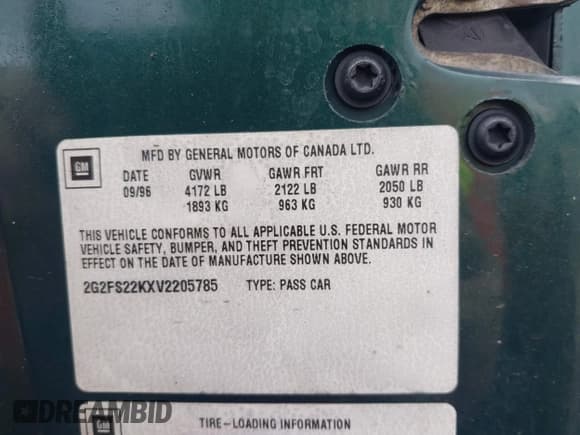 GM
MFD BY GENERAL MOTORS OF CANADA LTD.
DATE GVWR GAWR FRT GAWR RR
09/96 4172 LB 2122 LB 2050 LB
1893 KG 963 KG 930 KG
THIS VEHICLE CONFORMS TO ALL APPLICABLE U.S. FEDERAL MOTOR
VEHICLE SAFETY, BUMPER, AND THEFT PREVENTION STANDARDS IN
EFFECT ON THE DATE OF MANUFACTURE SHOWN ABOVE.
2G2FS22KXV2205785 TYPE: PASS CAR
DREAMBID
GM
TIRE-LOADING INFORMATION